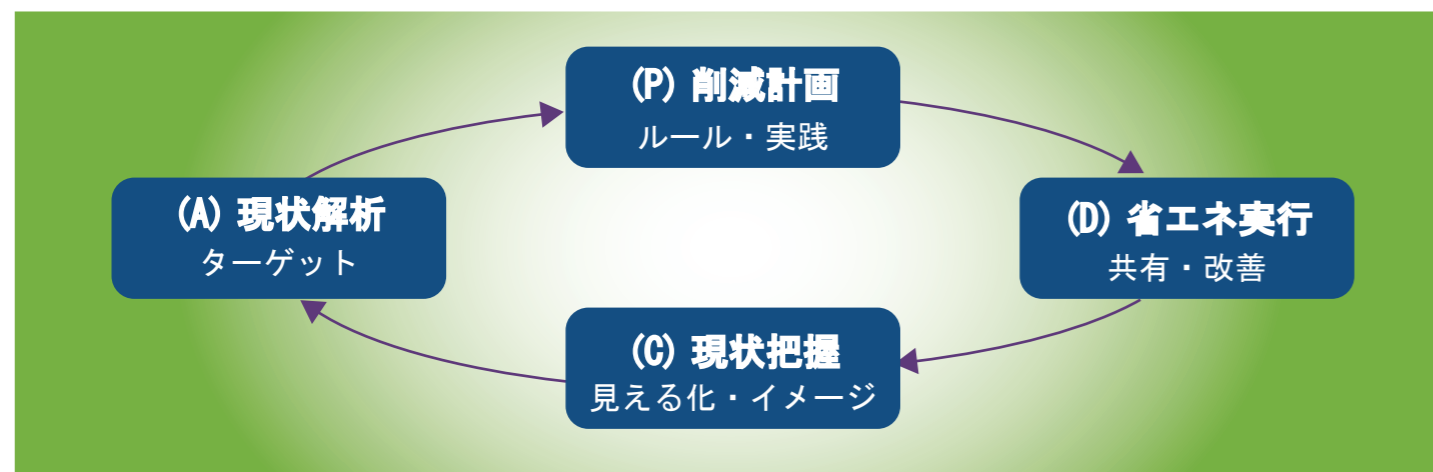 (P) 削減計画
ルール・実践
(A) 現状解析
ターゲット
(D) 省エネ実行
共有・改善
(C) 現状把握
見える化・イメージ